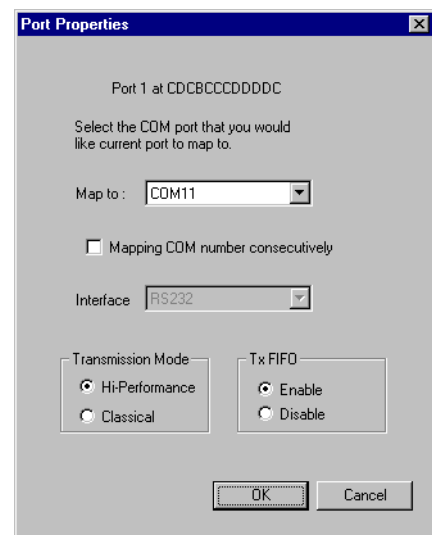 Port Properties
Port 1 at CDCBCCCDDDDC
Select the COM port that you would
like current port to map to.
Map to : COM11
Mapping COM number consecutively
Interface RS232
Transmission Mode
Hi-Performance
Classical
Tx FIFO
Enable
Disable
OK Cancel